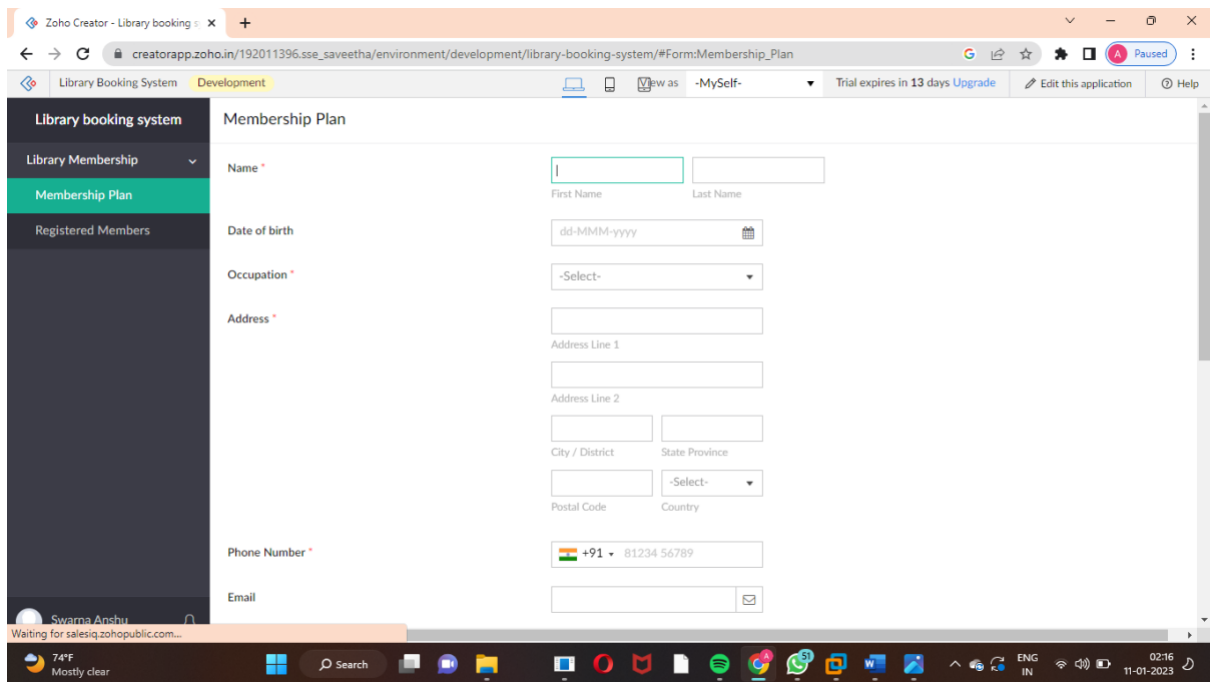 Zoho Creator - Library booking s
creatorapp.zoho.in/192011396.sse_saveetha/environment/development/library-booking-system/#Form:Membership_Plan
A Paused
Library Booking System Development View as -MySelf- Trial expires in 13 days Upgrade Edit this application Help
Library booking system Membership Plan
Library Membership
Membership Plan
Registered Members
Name *
First Name Last Name
Date of birth dd-MMM-yyyy
Occupation * -Select-
Address *
Address Line 1
Address Line 2
City / District State Province
-Select-
Postal Code Country
Phone Number * +91 81234 56789
Email
Swarna Anshu
Waiting for salesiq.zohopublic.com...
74°F
Mostly clear
Search
51
ENG
IN
02:16
11-01-2023